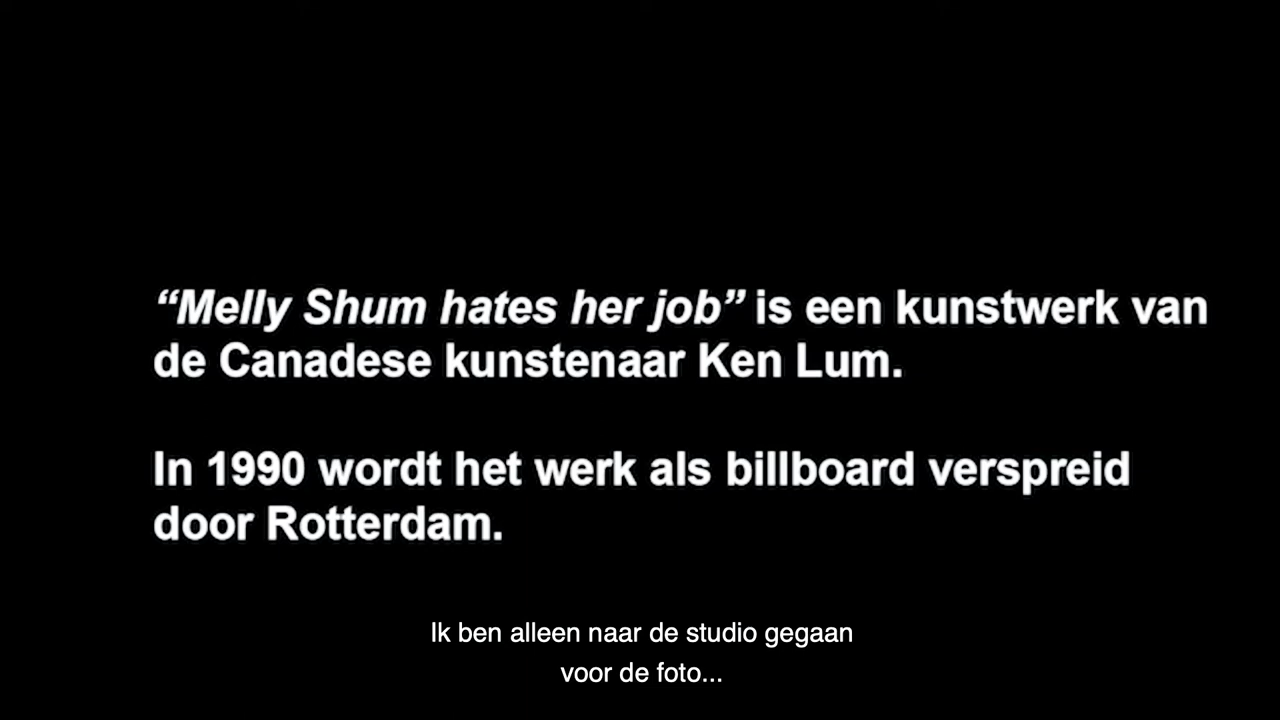 “Melly Shum hates her job” is een kunstwerk van
de Canadese kunstenaar Ken Lum.
In 1990 wordt het werk als billboard verspreid
door Rotterdam.
Ik ben alleen naar de studio gegaan
voor de foto...